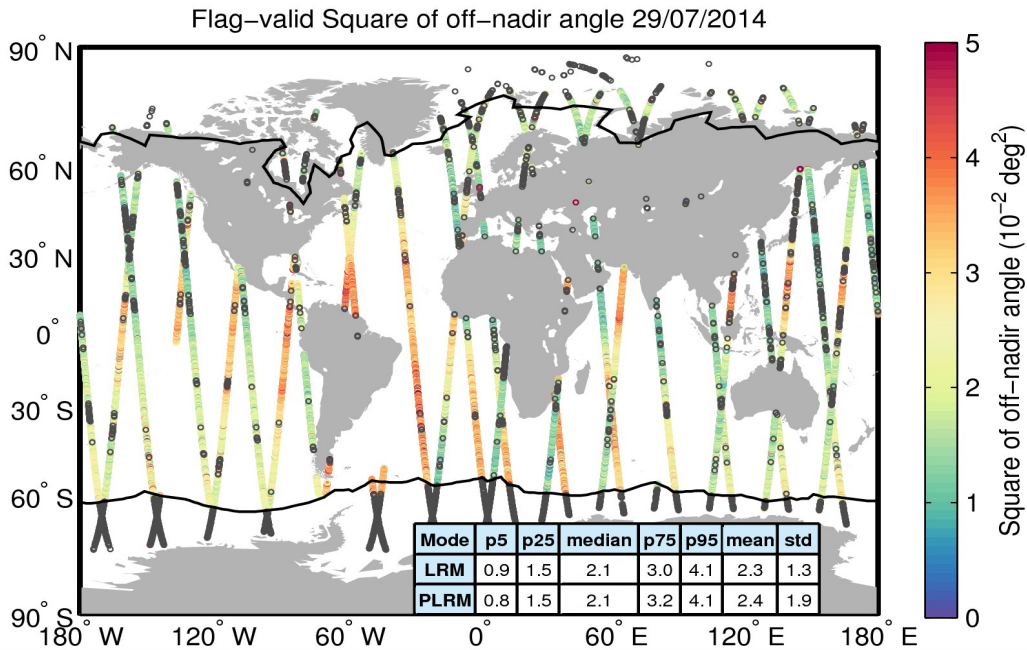 Flag−valid Square of off−nadir angle 29/07/2014
90° N
60° N
30° N
0°
30° S
60° S
90° S
180° W
120° W
60° W
0°
60° E
120° E
180° E
Mode p5 p25 median p75 p95 mean std
LRM 0.9 1.5 2.1 3.0 4.1 2.3 1.3
PLRM 0.8 1.5 2.1 3.2 4.1 2.4 1.9
5
4
3
2
1
0
Square of off−nadir angle (10⁻² deg²)